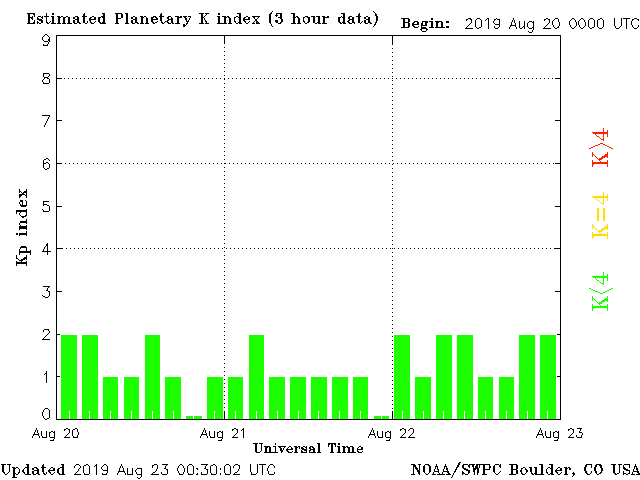 Estimated Planetary K index (3 hour data) Begin: 2019 Aug 20 0000 UTC
9
8
7
6
5
4
3
2
1
0
Kp index
K>4
K=4
K<4
Aug 20 Aug 21 Aug 22 Aug 23
Universal Time
Updated 2019 Aug 23 00:30:02 UTC NOAA/SWPC Boulder, CO USA